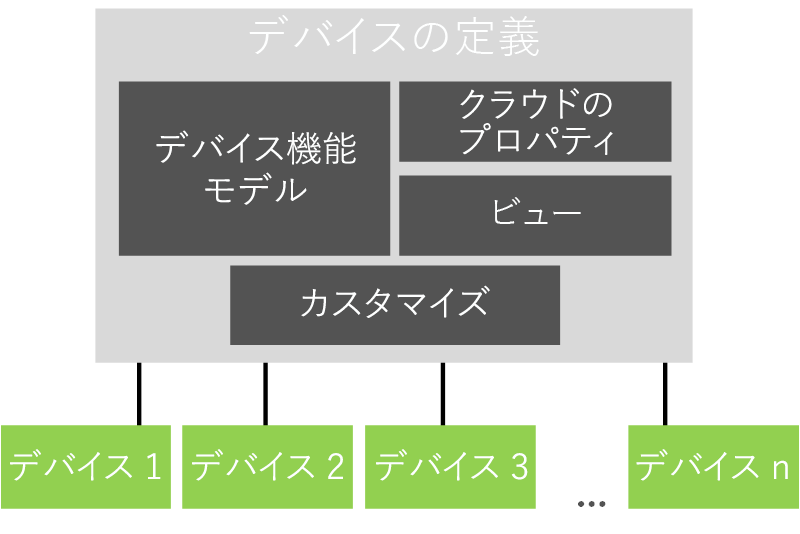 デバイスの定義
デバイス機能
モデル
クラウドの
プロパティ
ビュー
カスタマイズ
デバイス 1
デバイス 2
デバイス 3
...
デバイス n